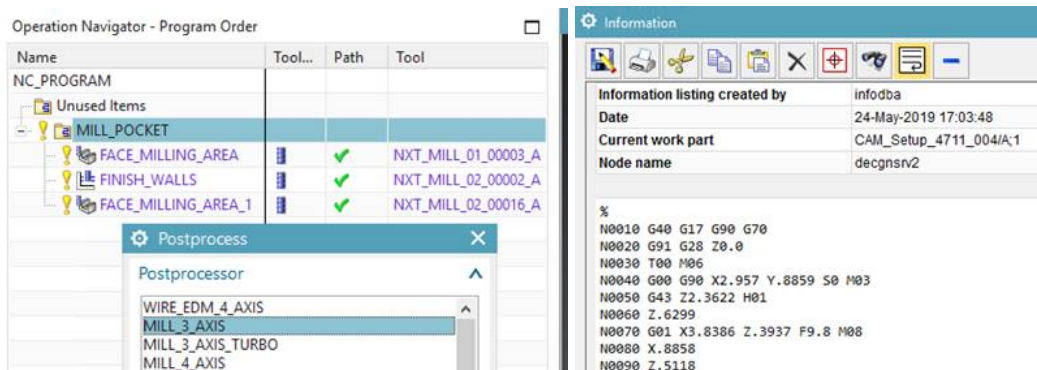 Operation Navigator - Program Order
Name Tool... Path Tool
NC_PROGRAM
Unused Items
MILL_POCKET
FACE_MILLING_AREA NXT_MILL_01_00003_A
FINISH_WALLS NXT_MILL_02_00002_A
FACE_MILLING_AREA_1 NXT_MILL_02_00016_A
Postprocess
Postprocessor
WIRE_EDM_4_AXIS
MILL_3_AXIS
MILL_3_AXIS_TURBO
MILL_4_AXIS
Information
Information listing created by infodba
Date 24-May-2019 17:03:48
Current work part CAM_Setup_4711_004/A;1
Node name decgnsrv2
%
N0010 G40 G17 G90 G70
N0020 G91 G28 Z0.0
N0030 T00 M06
N0040 G00 G90 X2.957 Y.8859 S0 M03
N0050 G43 Z2.3622 H01
N0060 Z.6299
N0070 G01 X3.8386 Z.3937 F9.8 M08
N0080 X.8858
N0090 Z.5118